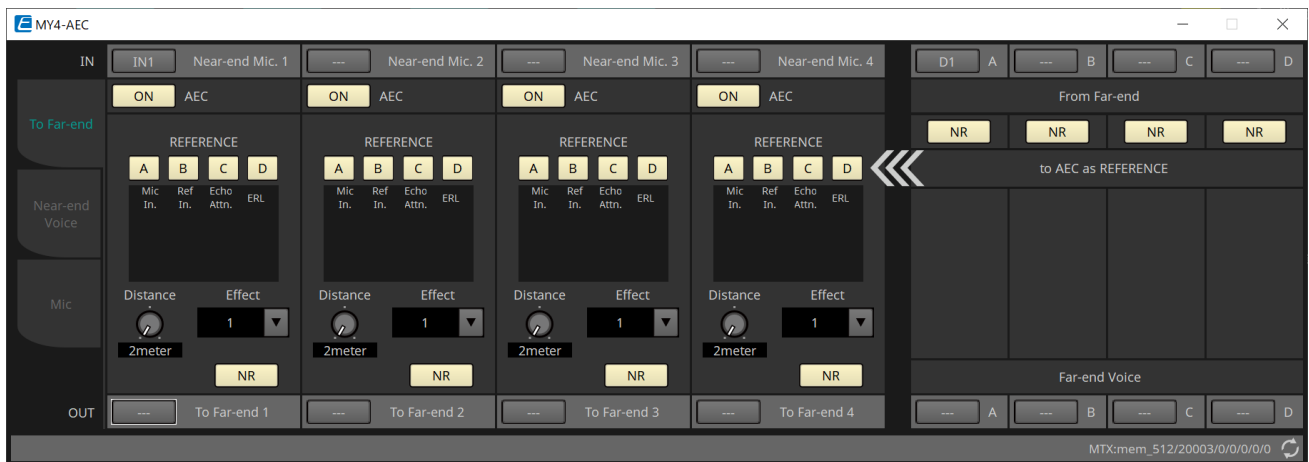 MY4-AEC
IN IN1 Near-end Mic. 1 --- Near-end Mic. 2 --- Near-end Mic. 3 --- Near-end Mic. 4 D1 A --- B --- C --- D
ON AEC ON AEC ON AEC ON AEC From Far-end
To Far-end
NR NR NR NR
REFERENCE REFERENCE REFERENCE REFERENCE
A B C D A B C D A B C D A B C D to AEC as REFERENCE
Mic In. Ref In. Echo Attn. ERL Mic In. Ref In. Echo Attn. ERL Mic In. Ref In. Echo Attn. ERL Mic In. Ref In. Echo Attn. ERL
Near-end
Voice
Mic
Distance Effect Distance Effect Distance Effect Distance Effect
1 1 1 1
2meter 2meter 2meter 2meter
NR NR NR NR Far-end Voice
OUT --- To Far-end 1 --- To Far-end 2 --- To Far-end 3 --- To Far-end 4 --- A --- B --- C --- D
MTX:mem_512/20003/0/0/0/0/0